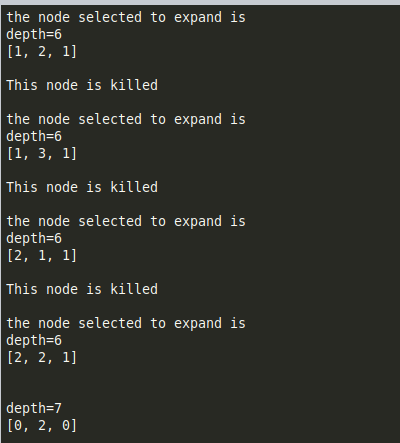 the node selected to expand is
depth=6
[1, 2, 1]
This node is killed
the node selected to expand is
depth=6
[1, 3, 1]
This node is killed
the node selected to expand is
depth=6
[2, 1, 1]
This node is killed
the node selected to expand is
depth=6
[2, 2, 1]
depth=7
[0, 2, 0]